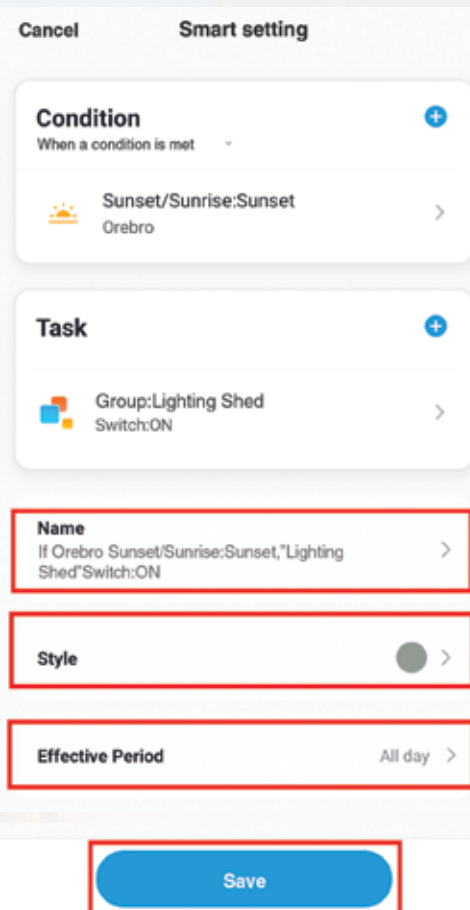 Cancel Smart setting
Condition
When a condition is met
Sunset/Sunrise:Sunset
Orebro
Task
Group:Lighting Shed
Switch:ON
Name
If Orebro Sunset/Sunrise:Sunset,"Lighting
Shed"Switch:ON
Style
Effective Period All day
Save